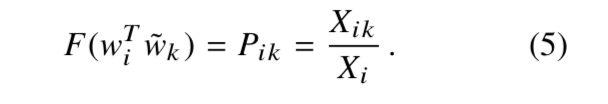 F(w_i^T \tilde{w}_k) = P_{ik} = \frac{X_{ik}}{X_i} . (5)